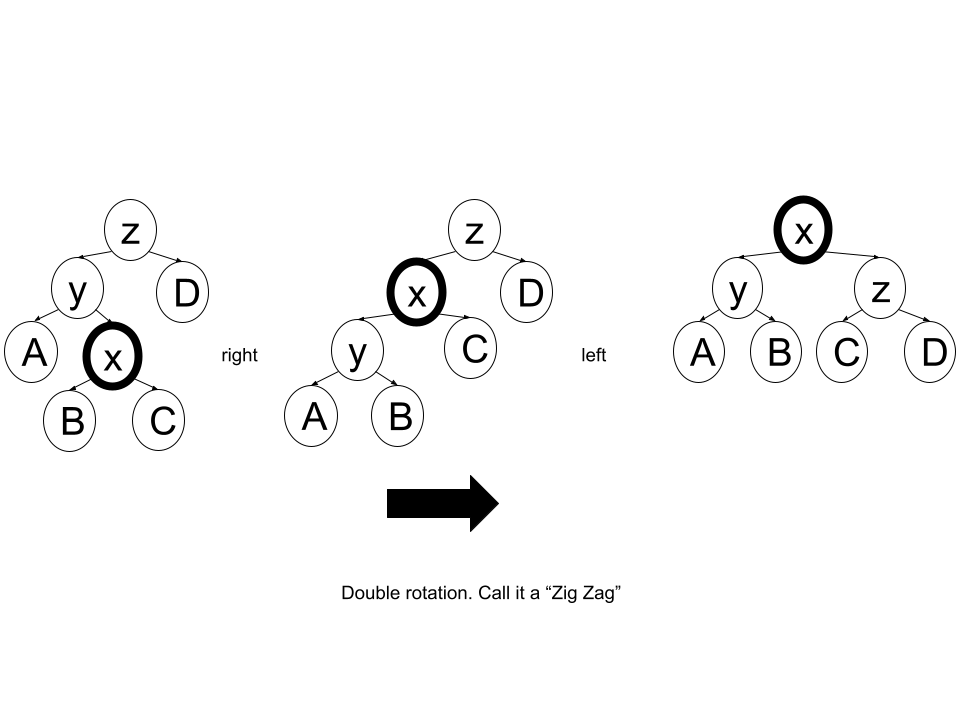 z z x
y D x D y z
A x right y C left A B C D
B C A B
Double rotation. Call it a “Zig Zag”